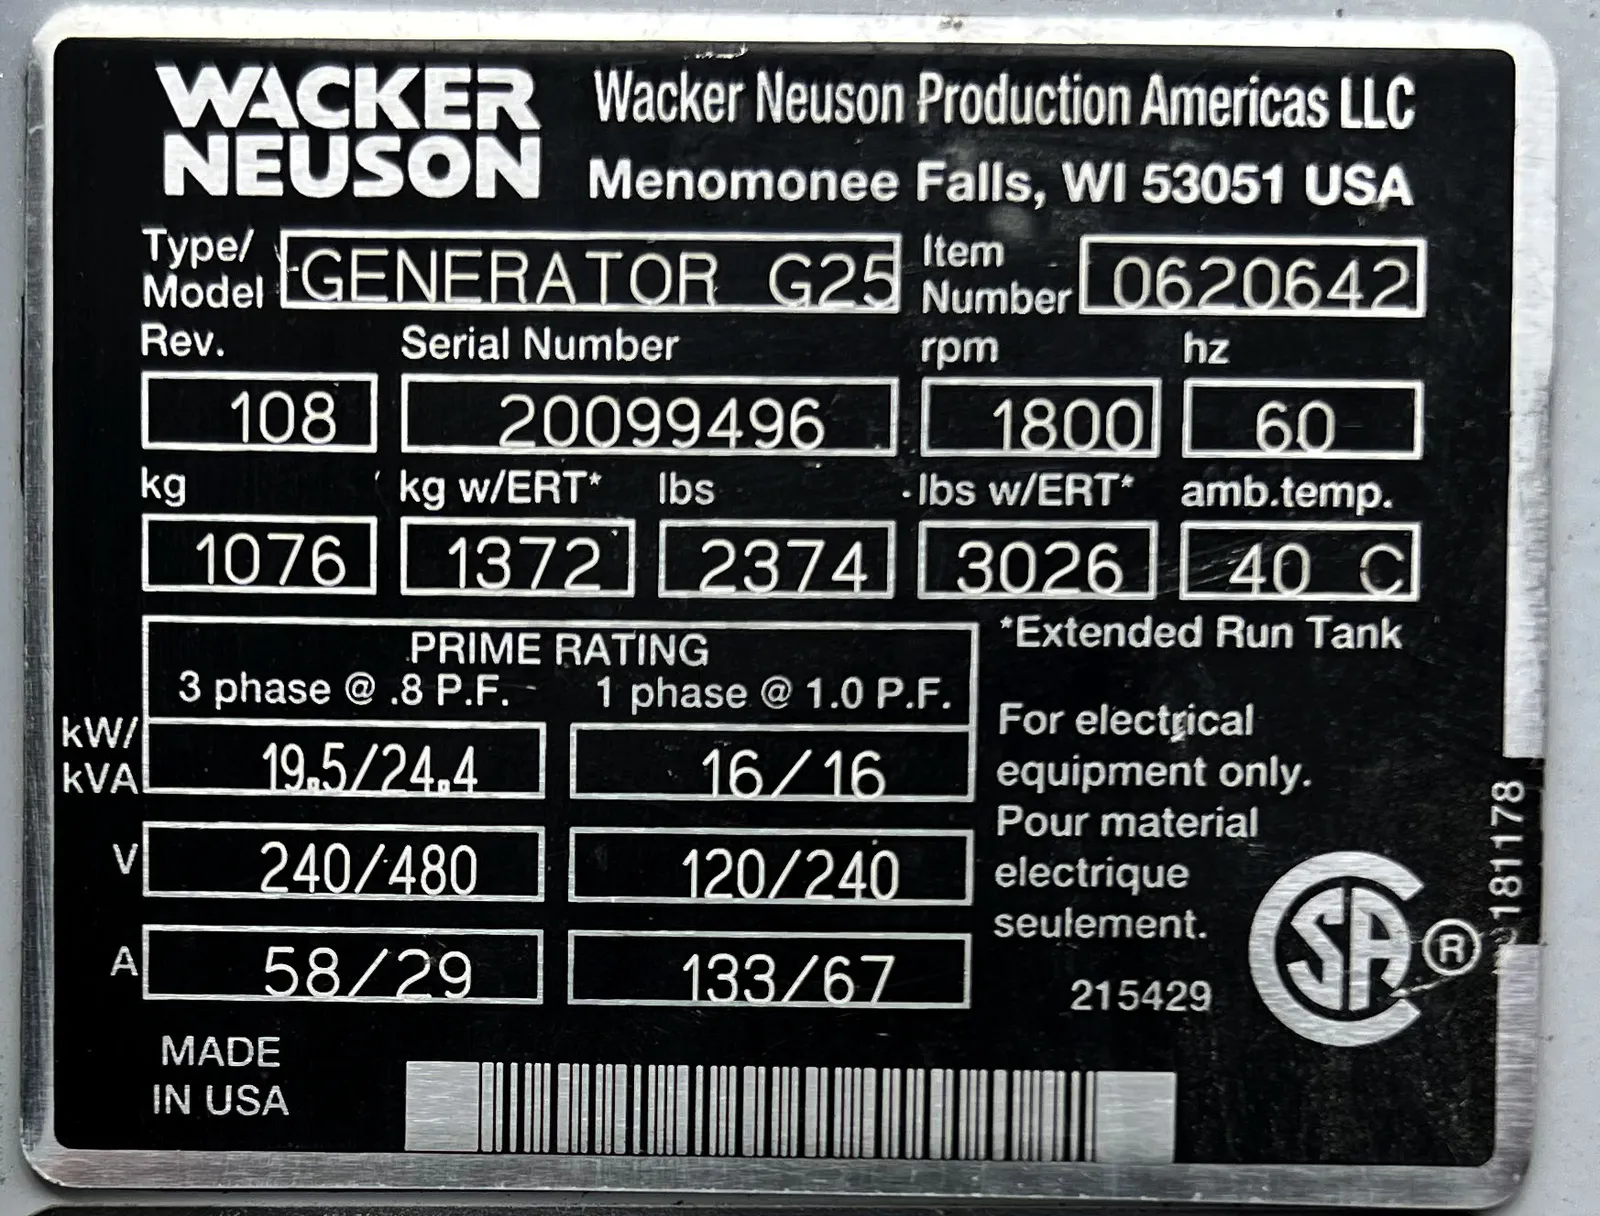 WACKER
NEUSON
Wacker Neuson Production Americas LLC
Menomonee Falls, WI 53051 USA
Type/
Model
GENERATOR G25
Item
Number
0620642
Rev.
Serial Number
rpm
hz
108
20099496
1800
60
kg
kg w/ERT*
lbs
lbs w/ERT*
amb.temp.
1076
1372
2374
3026
40 C
PRIME RATING
3 phase @ .8 P.F.
1 phase @ 1.0 P.F.
kW/
kVA
19.5/24.4
16/16
V
240/480
120/240
A
58/29
133/67
*Extended Run Tank
For electrical
equipment only.
Pour material
electrique
seulement.
215429
CSA
®
181178
MADE
IN USA